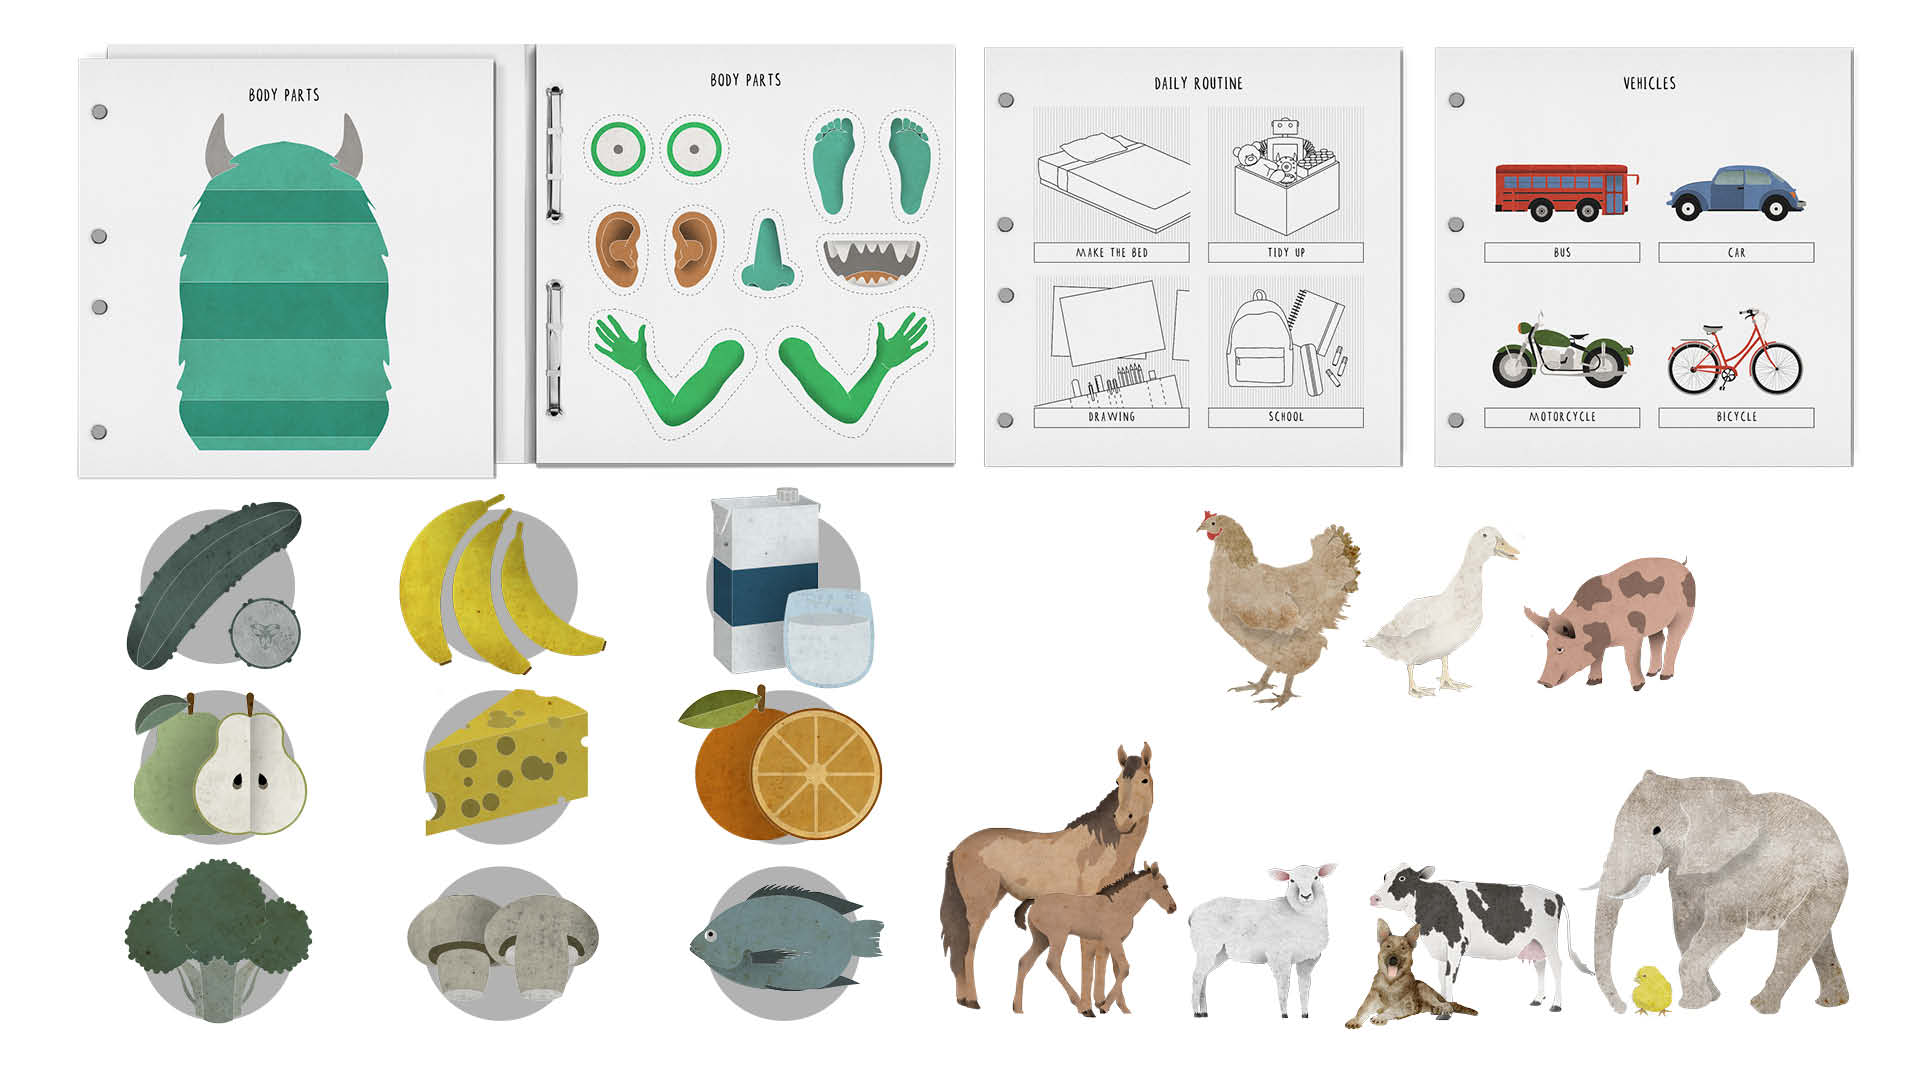 BODY PARTS
BODY PARTS
DAILY ROUTINE
MAKE THE BED
TIDY UP
DRAWING
SCHOOL
VEHICLES
BUS
CAR
MOTORCYCLE
BICYCLE